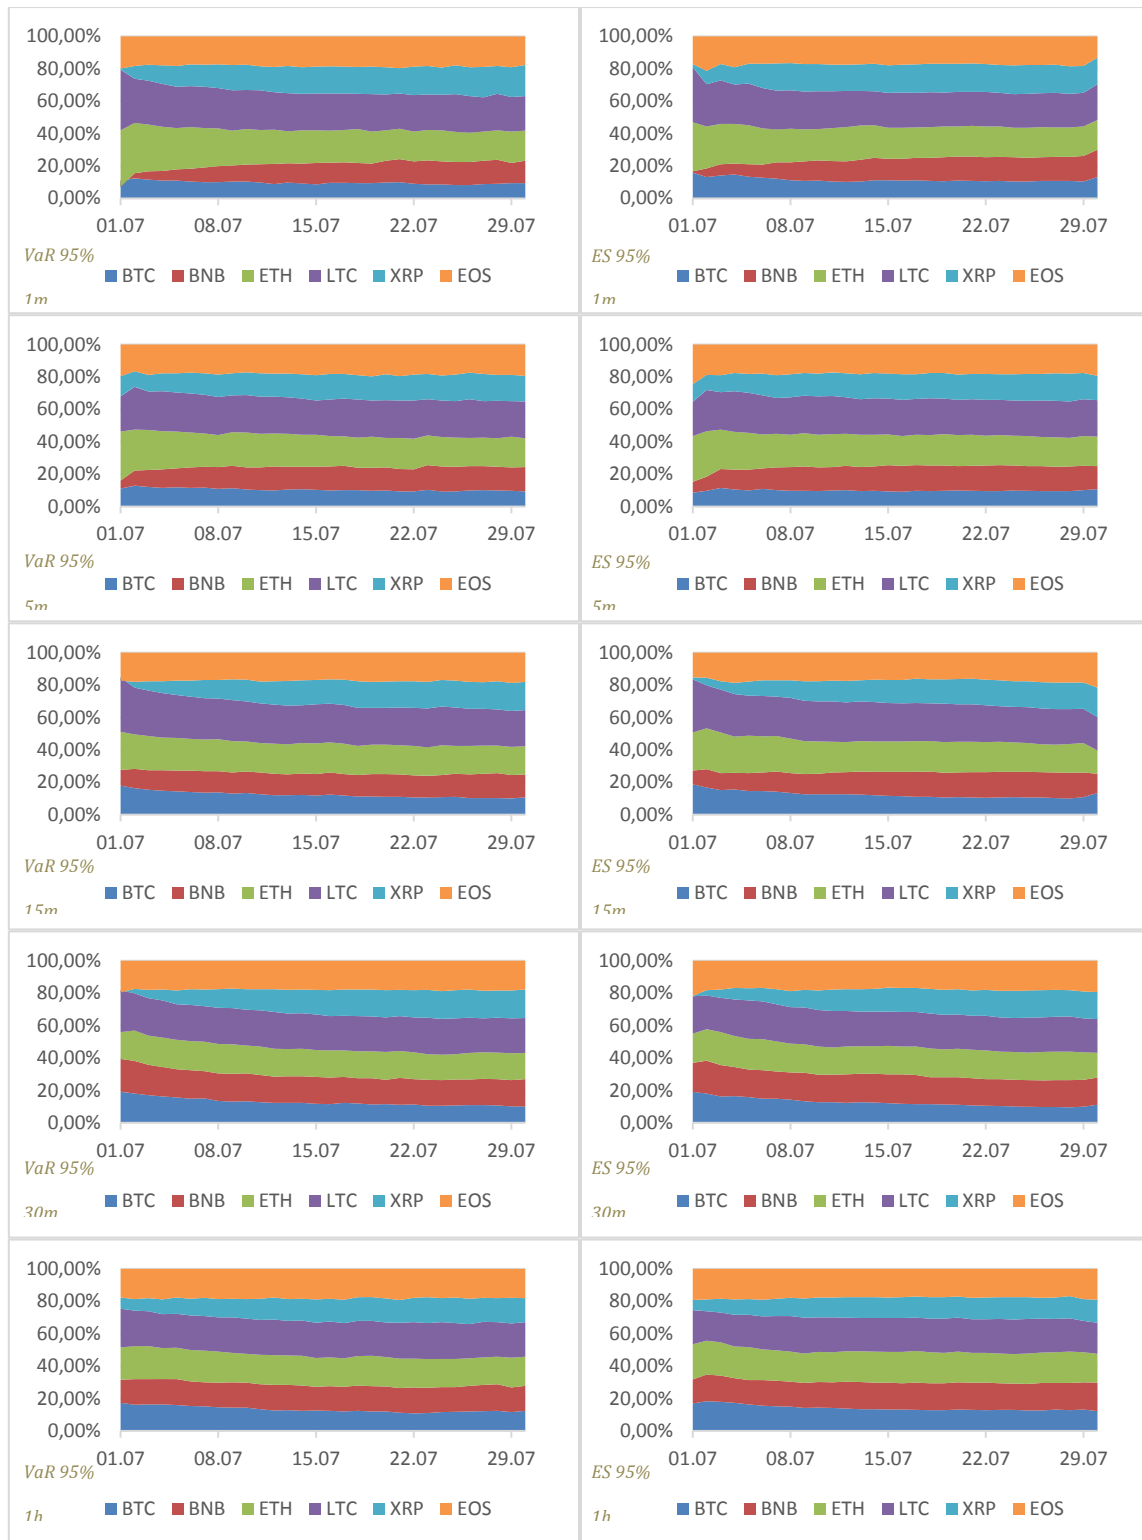 100,00%
80,00%
60,00%
40,00%
20,00%
0,00%
01.07 08.07 15.07 22.07 29.07
VaR 95%
BTC BNB ETH LTC XRP EOS
1m
100,00%
80,00%
60,00%
40,00%
20,00%
0,00%
01.07 08.07 15.07 22.07 29.07
ES 95%
BTC BNB ETH LTC XRP EOS
1m
100,00%
80,00%
60,00%
40,00%
20,00%
0,00%
01.07 08.07 15.07 22.07 29.07
VaR 95%
BTC BNB ETH LTC XRP EOS
5m
100,00%
80,00%
60,00%
40,00%
20,00%
0,00%
01.07 08.07 15.07 22.07 29.07
ES 95%
BTC BNB ETH LTC XRP EOS
5m
100,00%
80,00%
60,00%
40,00%
20,00%
0,00%
01.07 08.07 15.07 22.07 29.07
VaR 95%
BTC BNB ETH LTC XRP EOS
15m
100,00%
80,00%
60,00%
40,00%
20,00%
0,00%
01.07 08.07 15.07 22.07 29.07
ES 95%
BTC BNB ETH LTC XRP EOS
15m
100,00%
80,00%
60,00%
40,00%
20,00%
0,00%
01.07 08.07 15.07 22.07 29.07
VaR 95%
BTC BNB ETH LTC XRP EOS
30m
100,00%
80,00%
60,00%
40,00%
20,00%
0,00%
01.07 08.07 15.07 22.07 29.07
ES 95%
BTC BNB ETH LTC XRP EOS
30m
100,00%
80,00%
60,00%
40,00%
20,00%
0,00%
01.07 08.07 15.07 22.07 29.07
VaR 95%
BTC BNB ETH LTC XRP EOS
1h
100,00%
80,00%
60,00%
40,00%
20,00%
0,00%
01.07 08.07 15.07 22.07 29.07
ES 95%
BTC BNB ETH LTC XRP EOS
1h